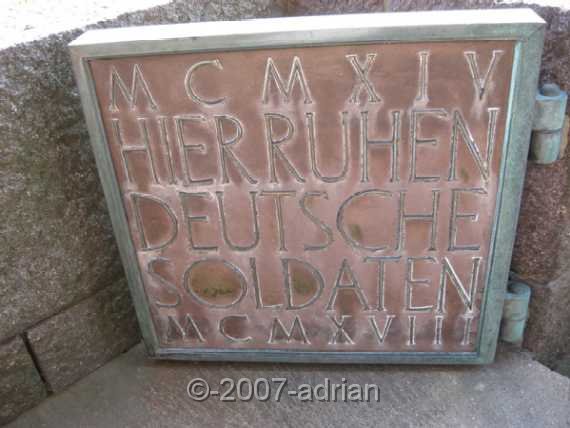 MCMXIV
HIER RUHEN
DEUTSCHE
SOLDATEN
MCMXVIII
©-2007-adrian